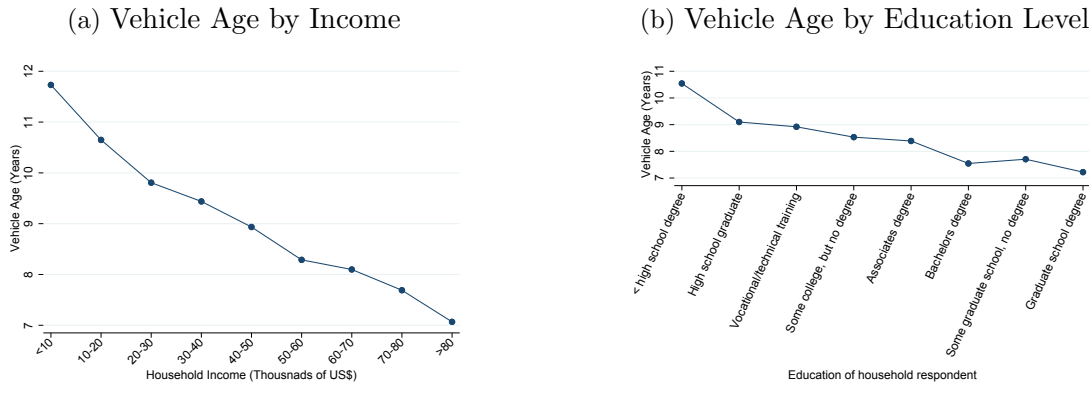 (a) Vehicle Age by Income
Vehicle Age (Years)
12
11
10
9
8
7
<10
10-20
20-30
30-40
40-50
50-60
60-70
70-80
>80
Household Income (Thousnads of US$)
(b) Vehicle Age by Education Level
Vehicle Age (Years)
11
10
9
8
7
< high school degree
High school graduate
Vocational/technical training
Some college, but no degree
Associates degree
Bachelors degree
Some graduate school, no degree
Graduate school degree
Education of household respondent